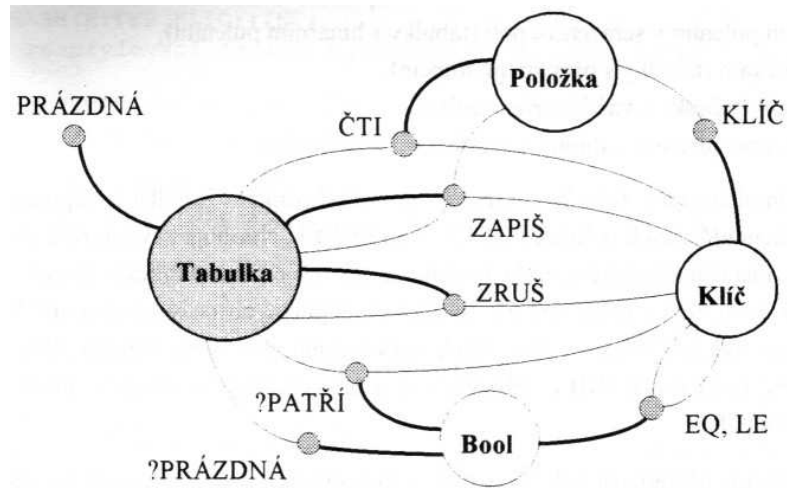 Položka
PRÁZDNÁ
ČTI
KLÍČ
ZAPIŠ
Tabulka
ZRUŠ
Klíč
?PATŘÍ
EQ, LE
Bool
?PRÁZDNÁ